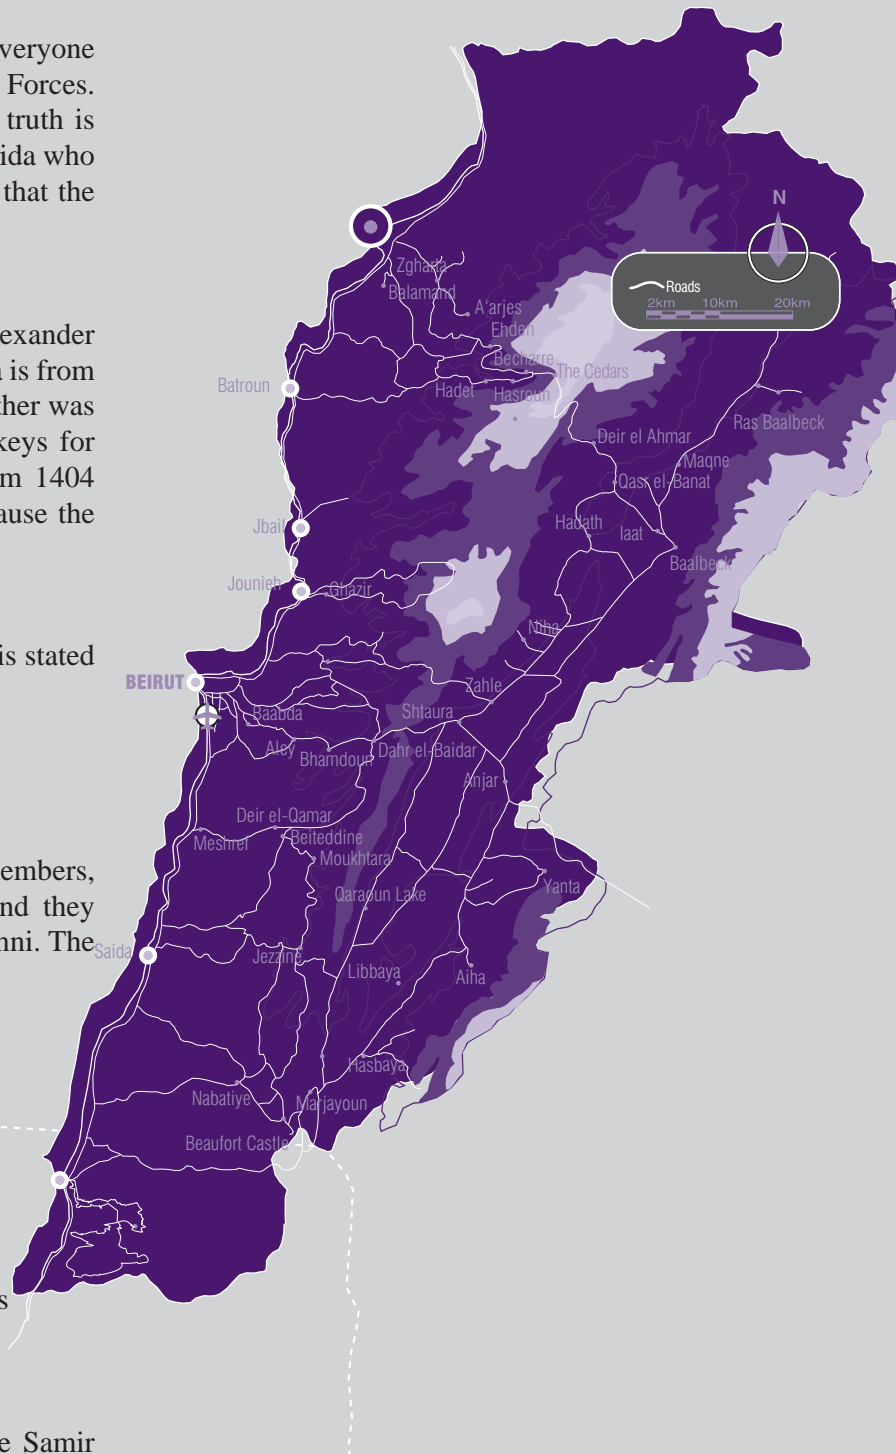 veryone
Forces.
truth is
ida who
that the
exander
is from
ther was
keys for
m 1404
ause the
is stated
embers,
nd they
nni. The
s
e Samir
N
Roads
2km 10km 20km
Zgharta
Balamand
A'arjes
Ehden
Becharre
The Cedars
Batroun
Hadet
Hasroun
Ras Baalbeck
Deir el Ahmar
Maqne
Qasr el-Banat
Jbail
Hadath
Iaat
Baalbeck
Jounieh
Ghazir
Niha
BEIRUT
Zahle
Shtaura
Baabda
Aley
Bhamdoun
Dahr el-Baidar
Anjar
Deir el-Qamar
Meshref
Beiteddine
Moukhtara
Yanta
Qaraoun Lake
Saida
Jezzine
Libbaya
Aiha
Hasbaya
Nabatiye
Marjayoun
Beaufort Castle